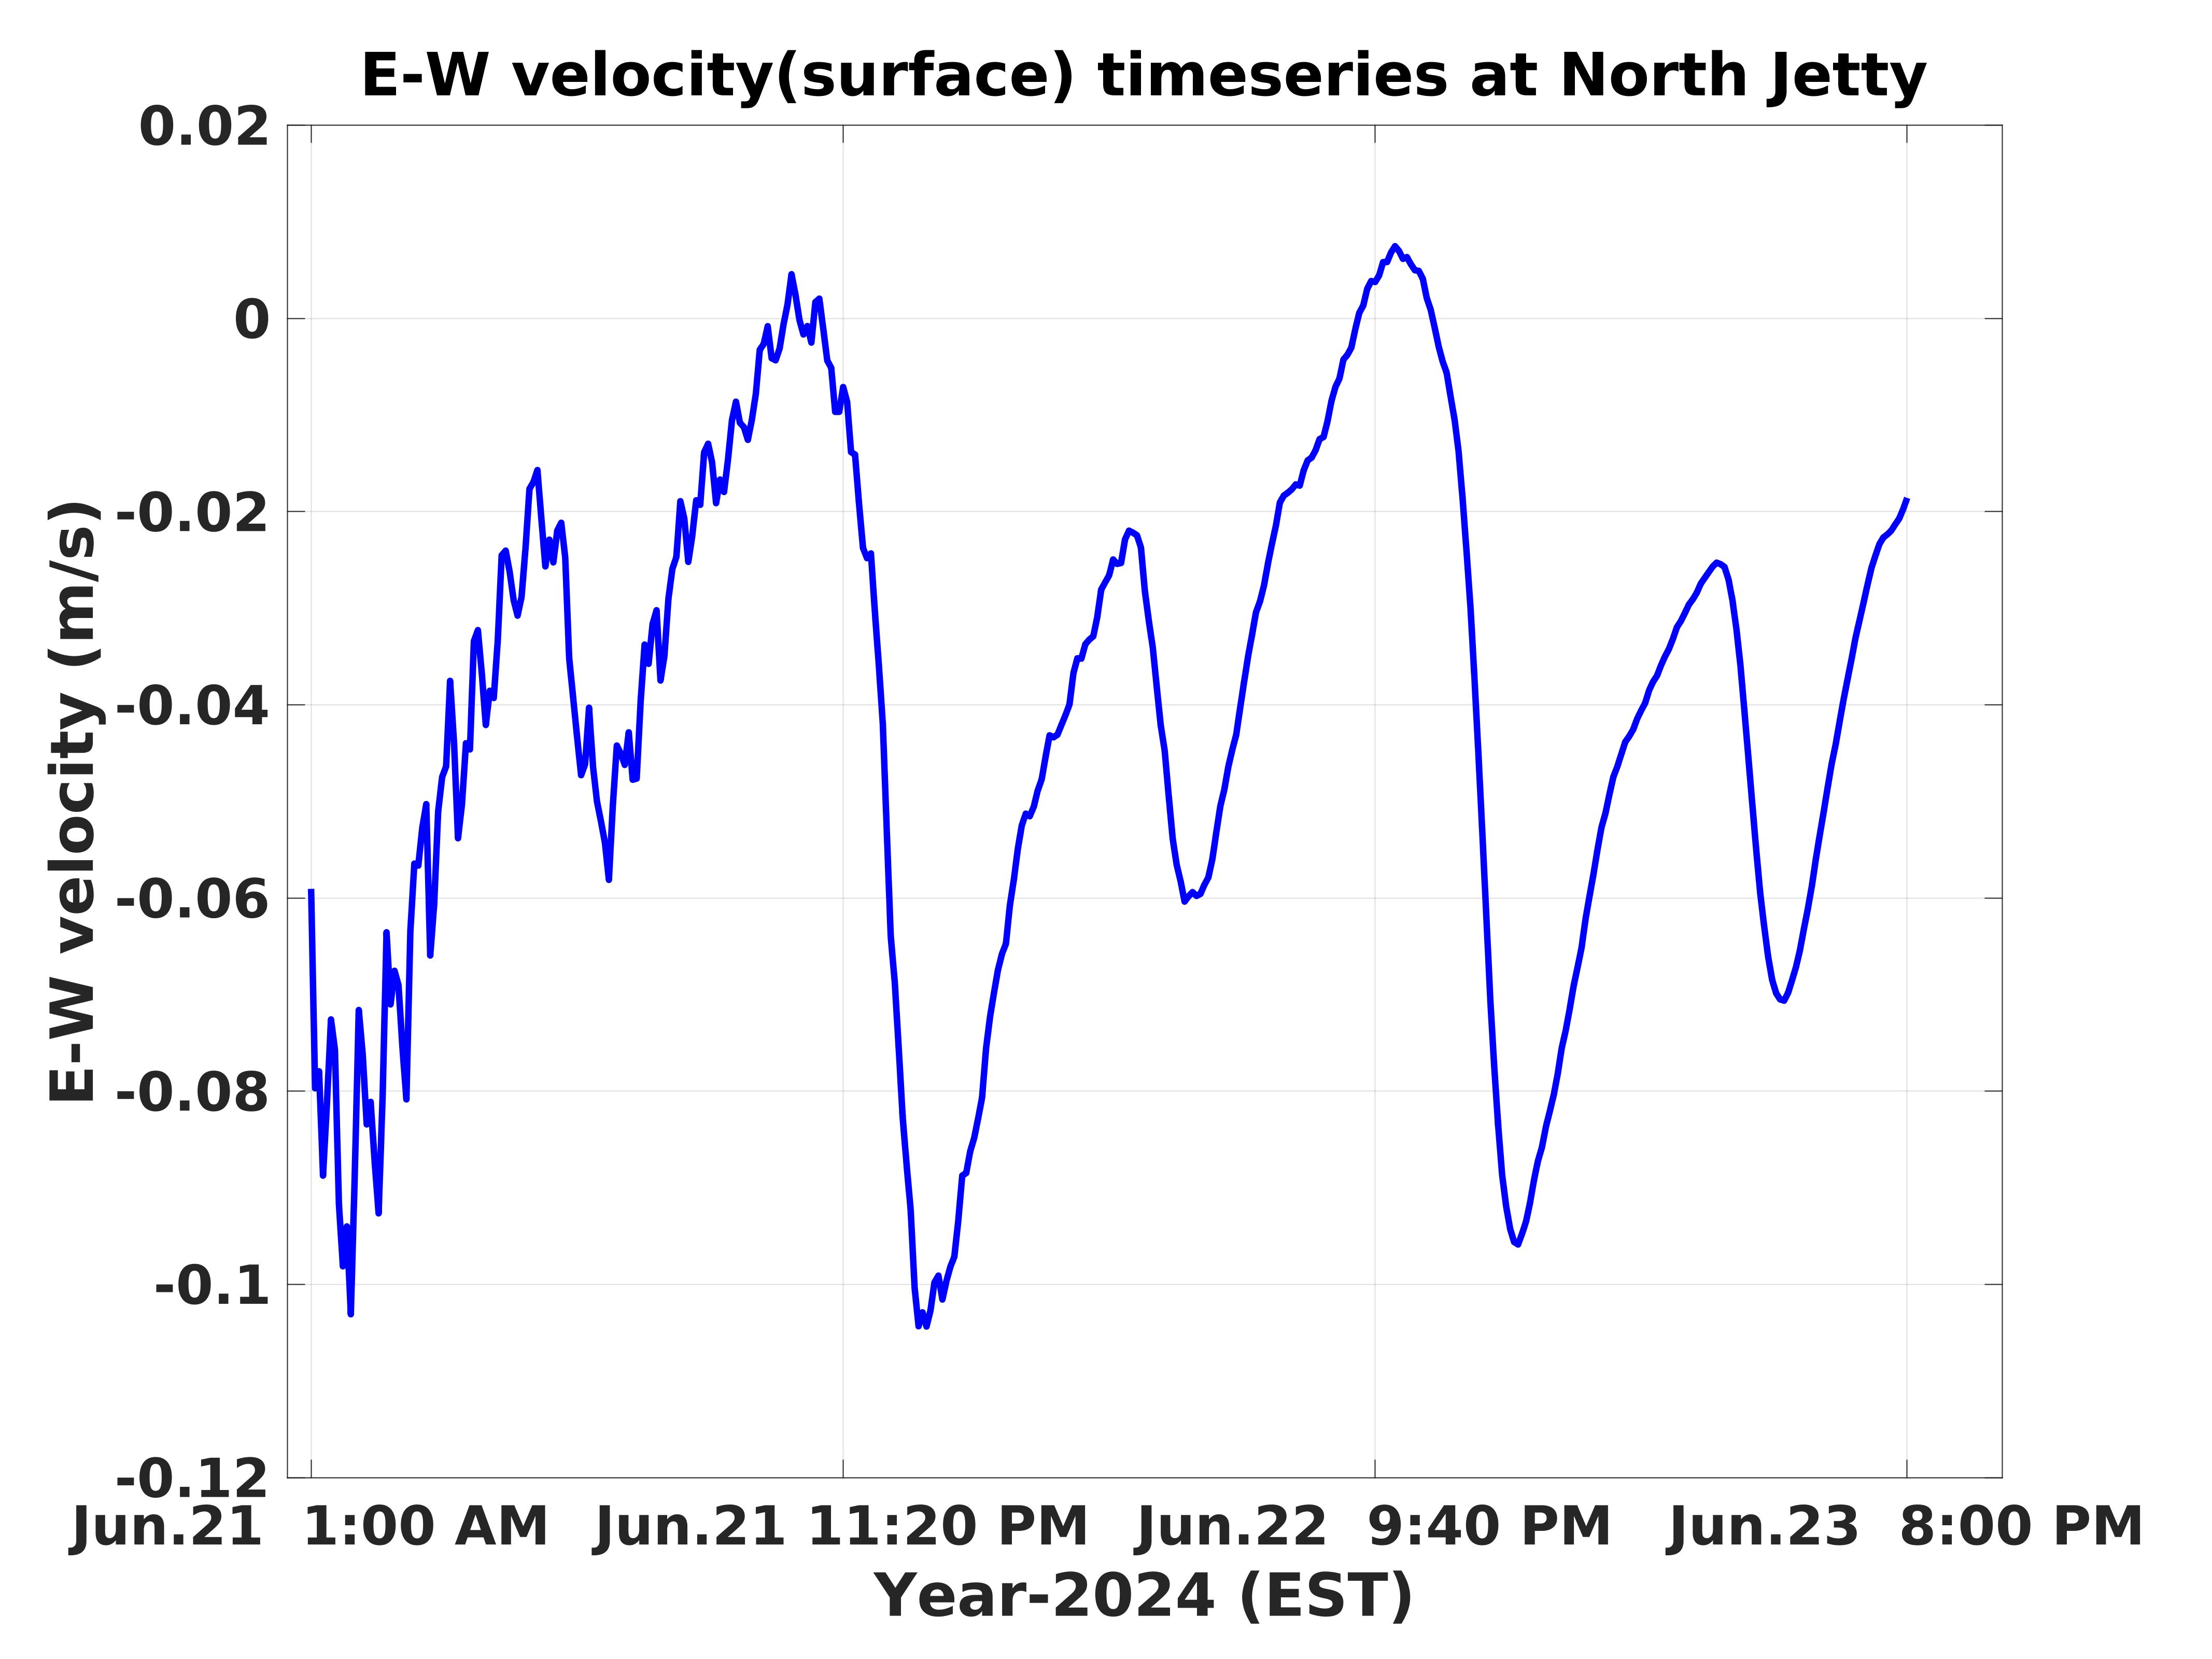 E-W velocity(surface) timeseries at North Jetty
0.02
0
-0.02
-0.04
-0.06
-0.08
-0.1
-0.12
E-W velocity (m/s)
Jun.21 1:00 AM
Jun.21 11:20 PM
Jun.22 9:40 PM
Jun.23 8:00 PM
Year-2024 (EST)